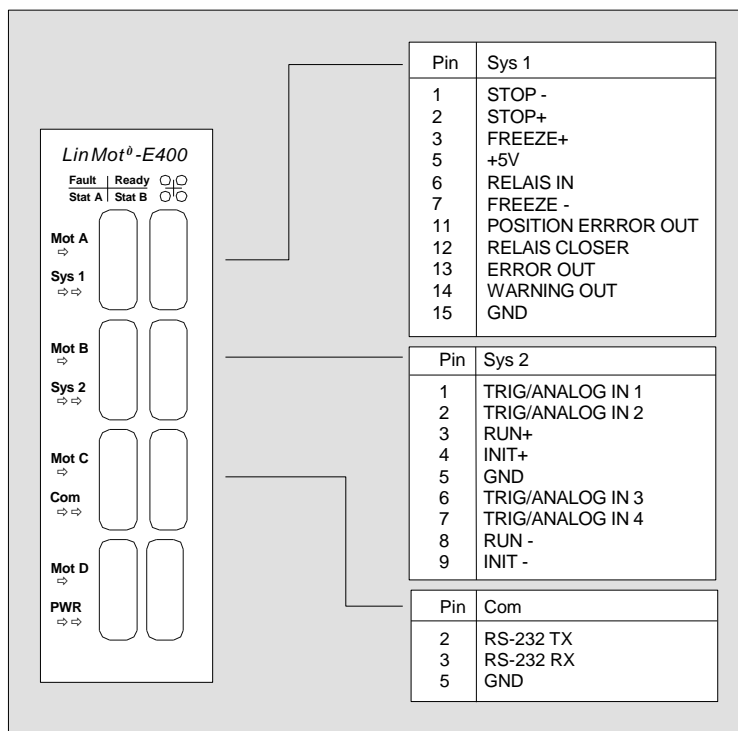 LinMot®-E400
Fault Ready
Stat A Stat B
Mot A
⇨
Sys 1
⇨⇨
Mot B
⇨
Sys 2
⇨⇨
Mot C
⇨
Com
⇨⇨
Mot D
⇨
PWR
⇨⇨
Pin Sys 1
1 STOP -
2 STOP+
3 FREEZE+
5 +5V
6 RELAIS IN
7 FREEZE -
11 POSITION ERRROR OUT
12 RELAIS CLOSER
13 ERROR OUT
14 WARNING OUT
15 GND
Pin Sys 2
1 TRIG/ANALOG IN 1
2 TRIG/ANALOG IN 2
3 RUN+
4 INIT+
5 GND
6 TRIG/ANALOG IN 3
7 TRIG/ANALOG IN 4
8 RUN -
9 INIT -
Pin Com
2 RS-232 TX
3 RS-232 RX
5 GND